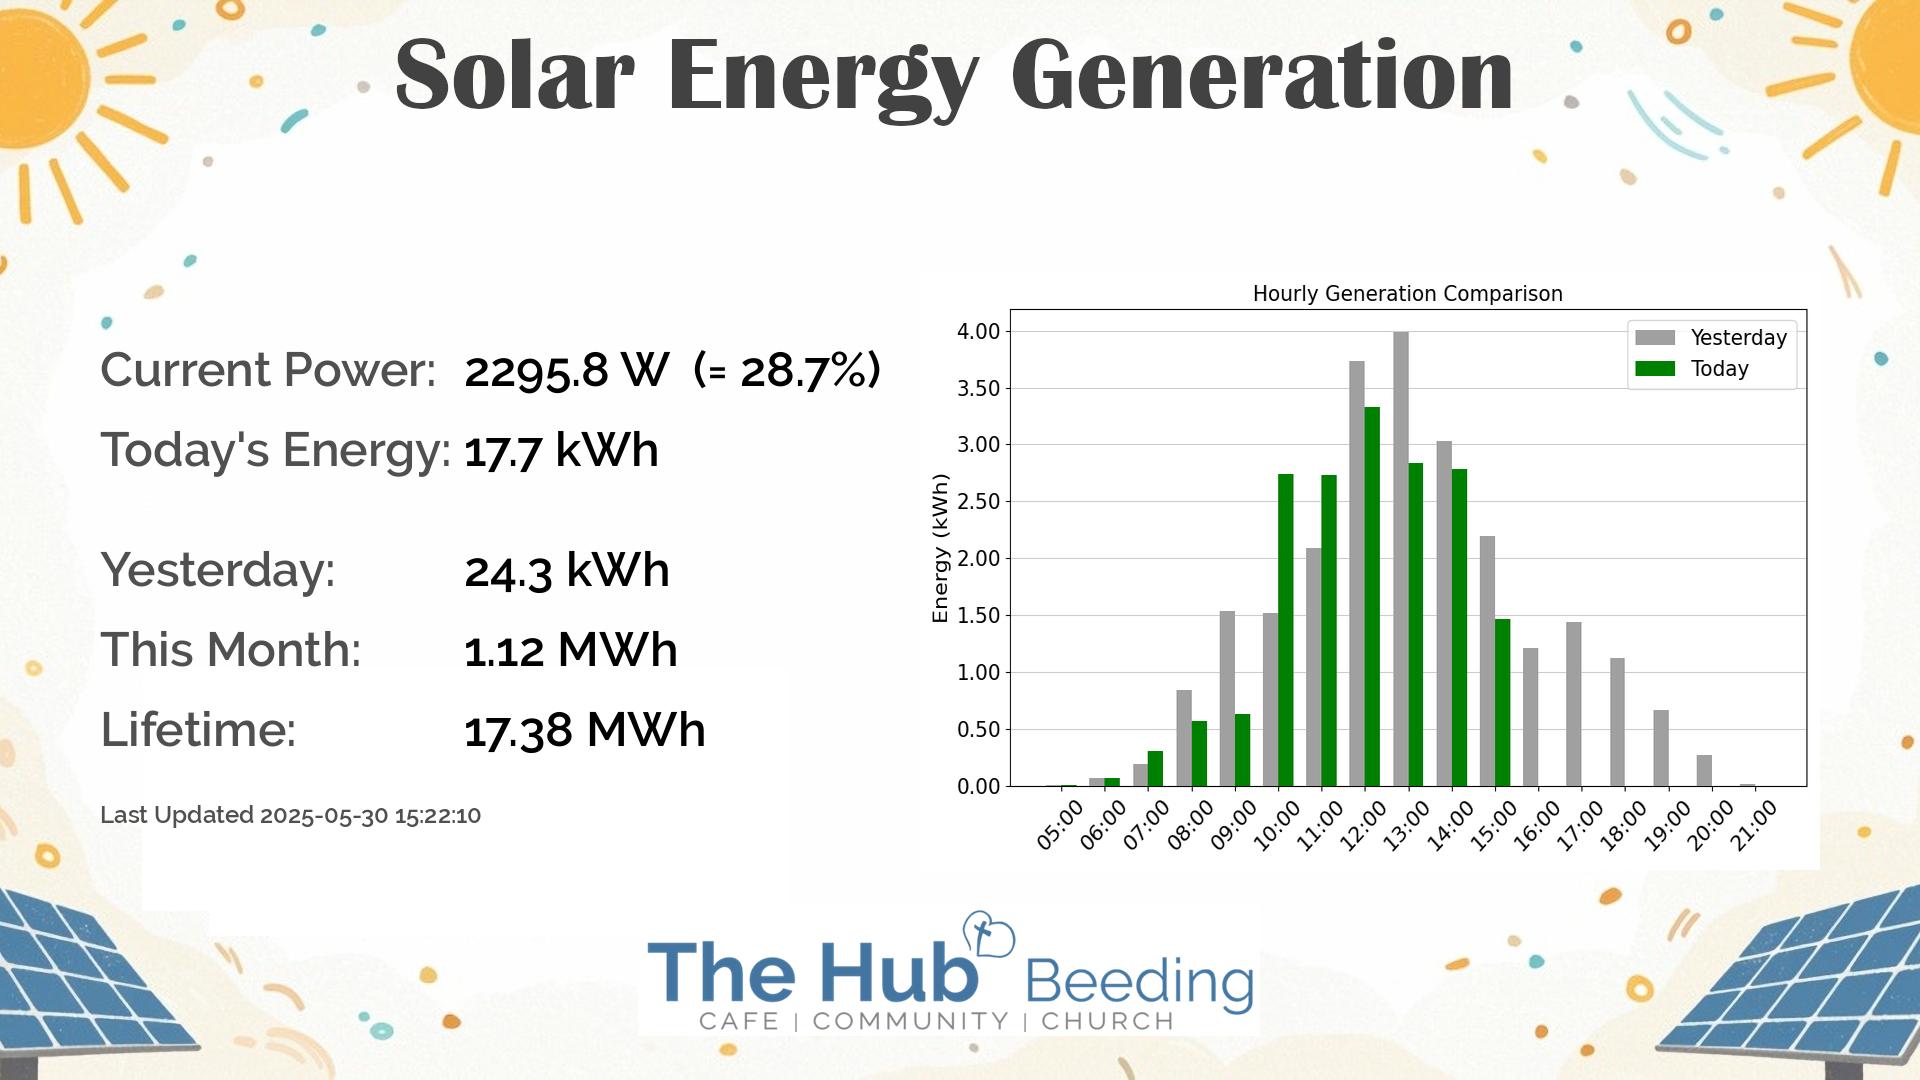 Solar Energy Generation
Current Power: 2295.8 W (= 28.7%)
Today's Energy: 17.7 kWh
Yesterday: 24.3 kWh
This Month: 1.12 MWh
Lifetime: 17.38 MWh
Last Updated 2025-05-30 15:22:10
Hourly Generation Comparison
Yesterday
Today
Energy (kWh)
4.00
3.50
3.00
2.50
2.00
1.50
1.00
0.50
0.00
05:00 06:00 07:00 08:00 09:00 10:00 11:00 12:00 13:00 14:00 15:00 16:00 17:00 18:00 19:00 20:00 21:00
The Hub Beeding
CAFE | COMMUNITY | CHURCH